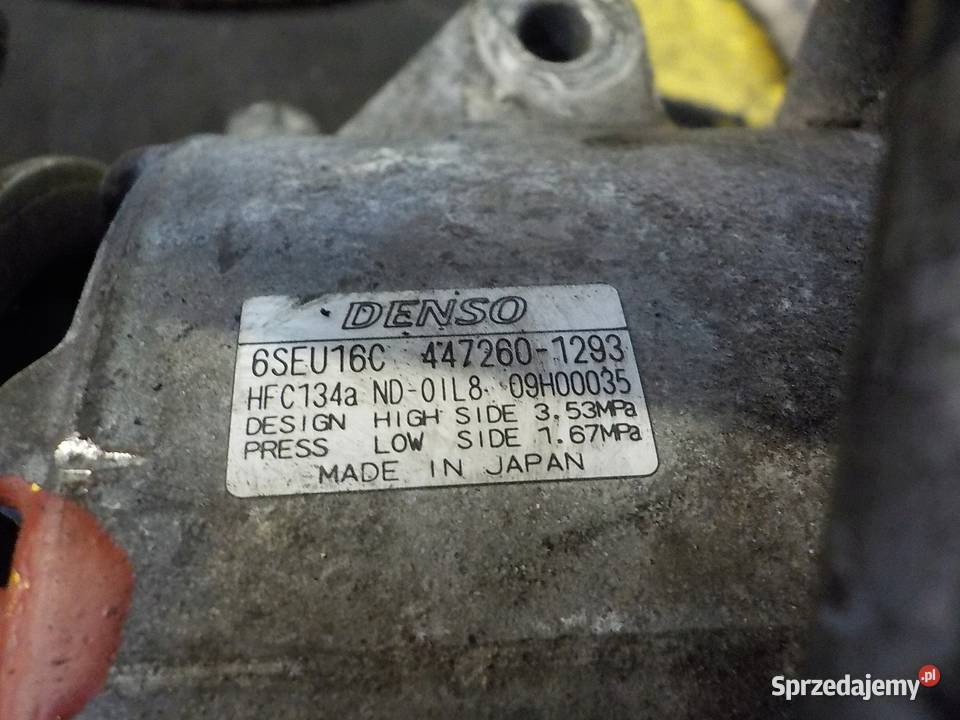 DENSO
6SEU16C 447260-1293
HFC134a ND-OIL8 09H00035
DESIGN HIGH SIDE 3.53MPa
PRESS LOW SIDE 1.67MPa
MADE IN JAPAN
Sprzedajemy.pl